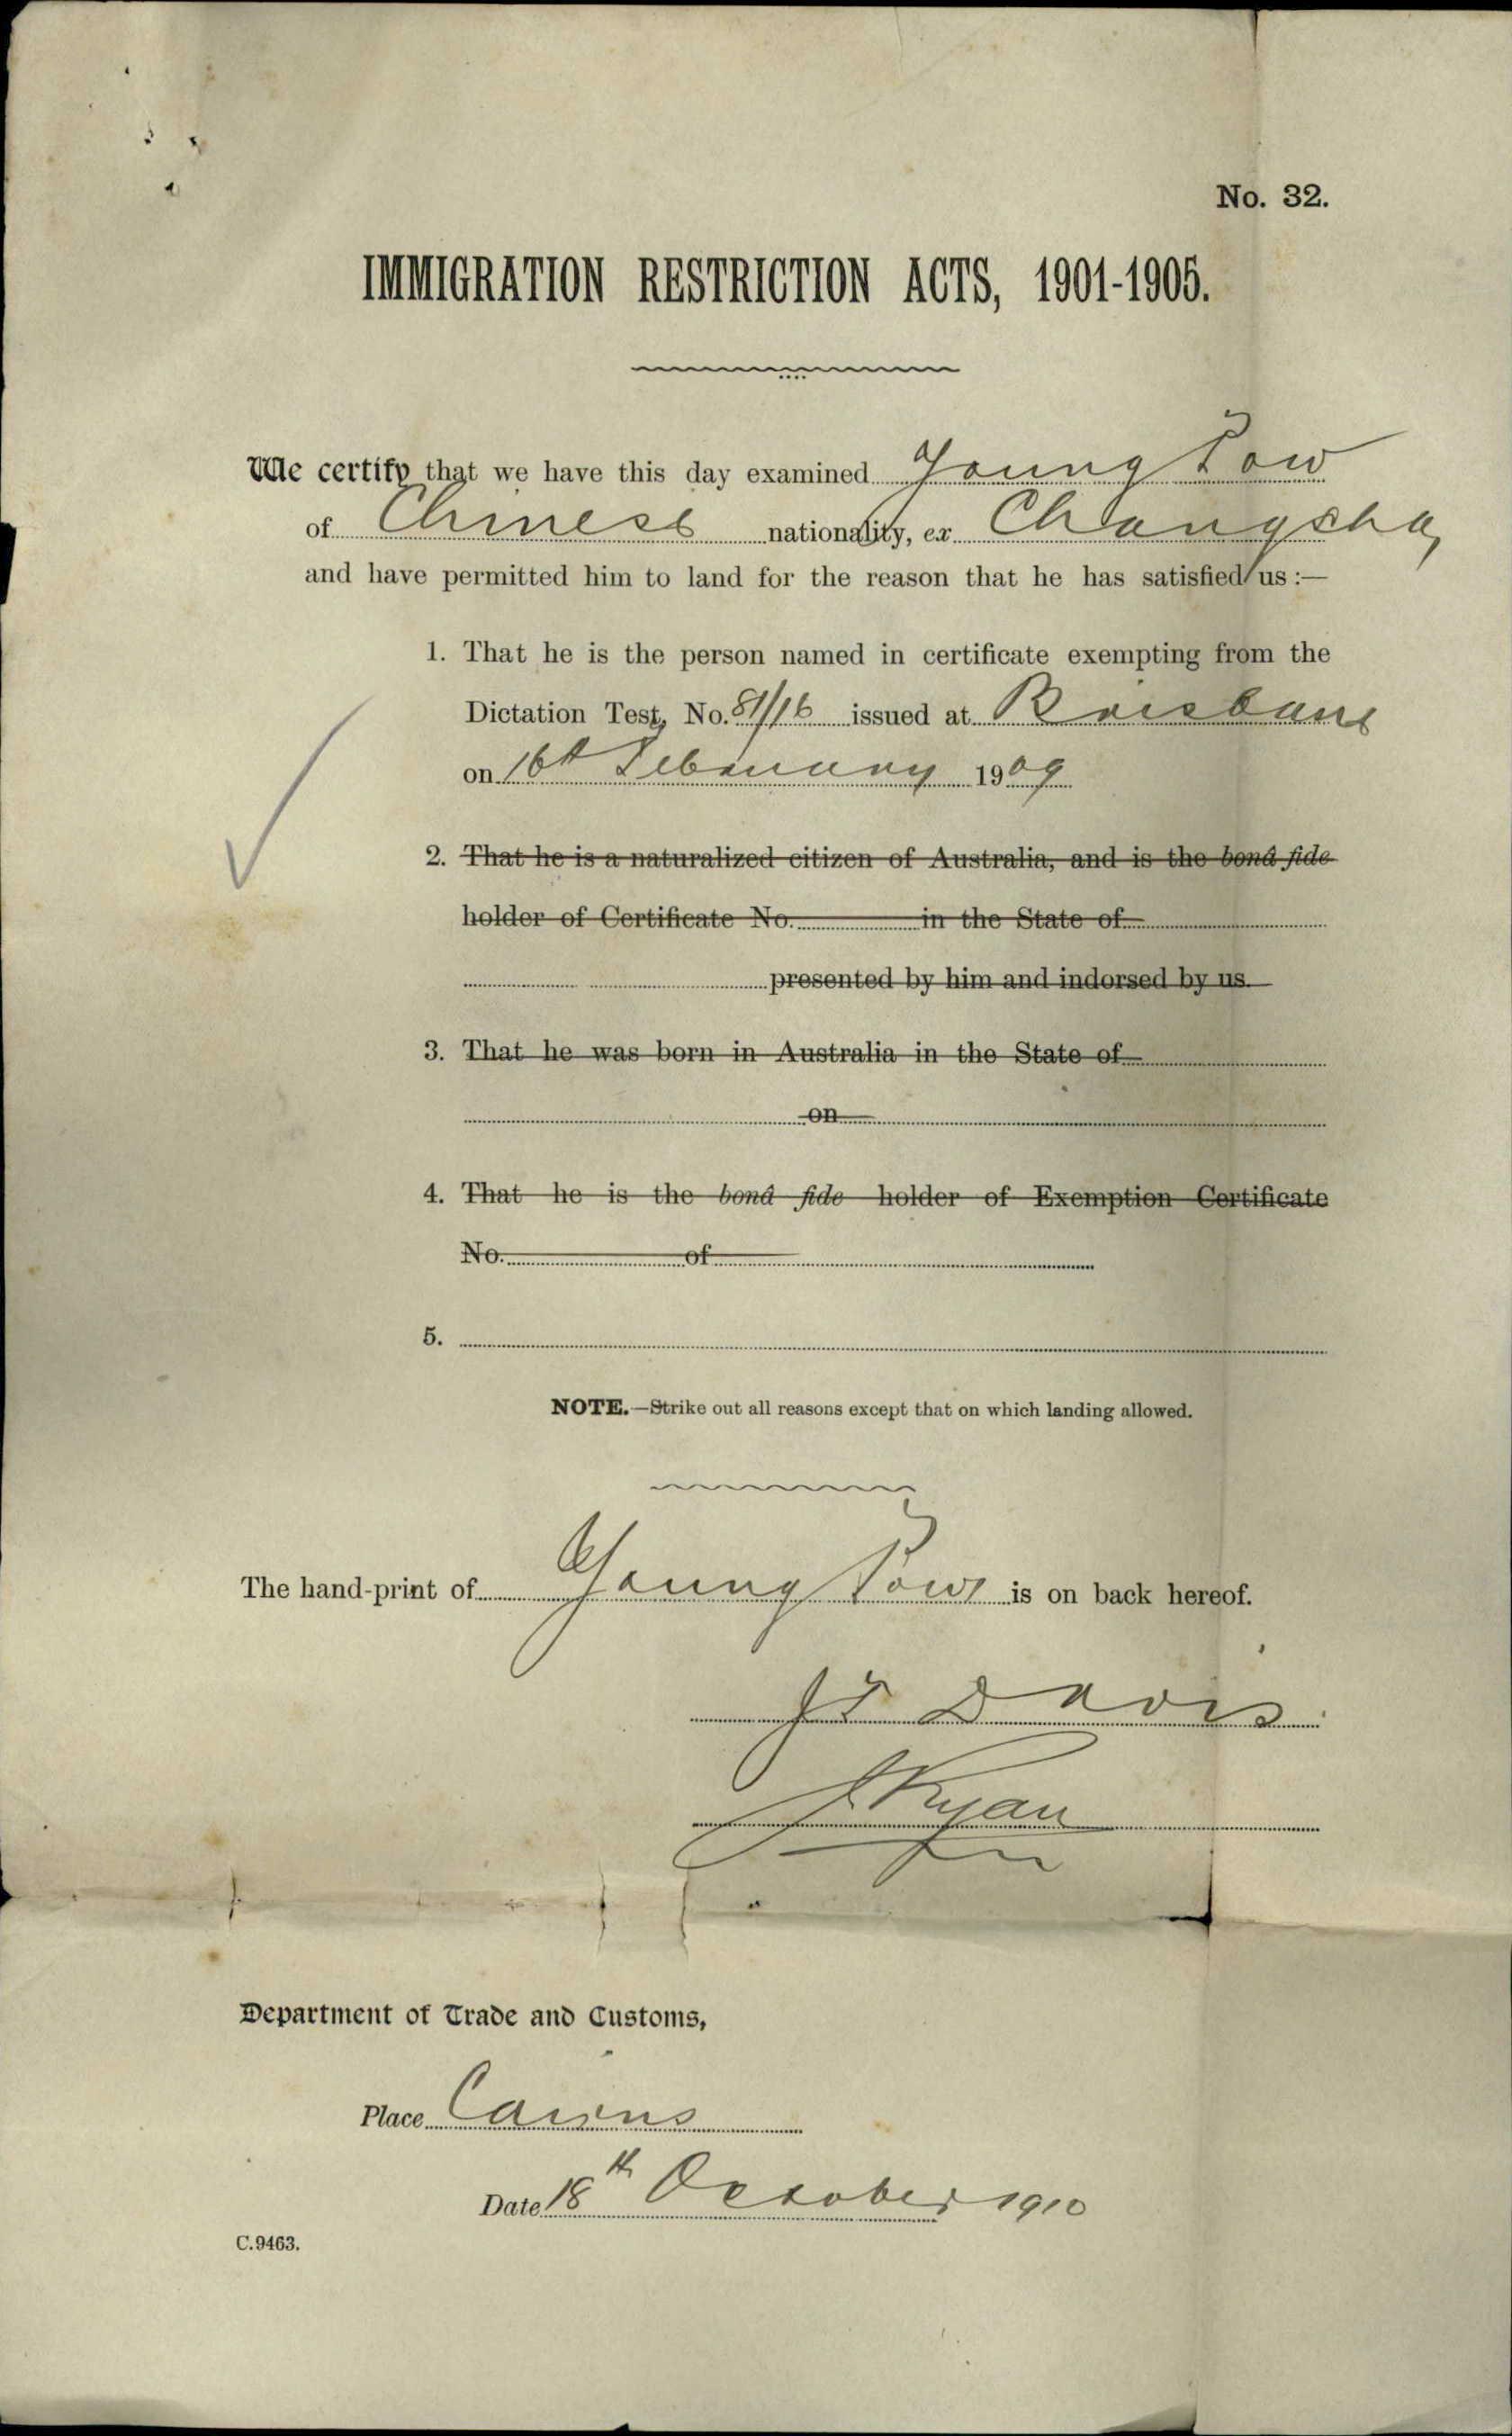 No. 32.
IMMIGRATION RESTRICTION ACTS, 1901-1905.
We certify that we have this day examined Young Pow
of Chinese nationality, ex Changsha,
and have permitted him to land for the reason that he has satisfied us :—
1. That he is the person named in certificate exempting from the
Dictation Test, No. 81/16 issued at Brisbane
on 16th February 1909
2. That he is a naturalized citizen of Australia, and is the bonâ fide
holder of Certificate No. in the State of
presented by him and indorsed by us.
3. That he was born in Australia in the State of
on
4. That he is the bonâ fide holder of Exemption Certificate
No. of
5.
NOTE.—Strike out all reasons except that on which landing allowed.
The hand-print of Young Pow is on back hereof.
Davis
Ryan
Department of Trade and Customs,
Place Cairns
Date 18th October 1910
C.9463.